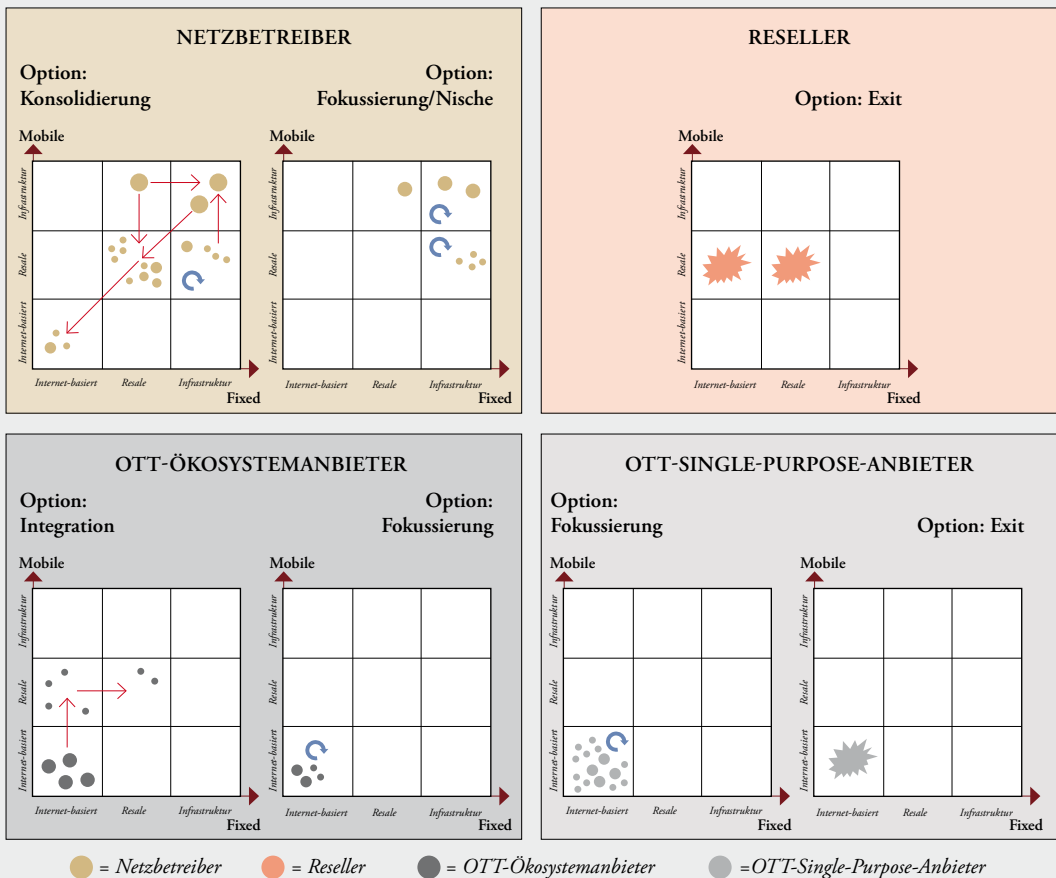 NETZBETREIBER
Option:
Konsolidierung
Option:
Fokussierung/Nische
Mobile
Infrastruktur
Resale
Internet-basiert
Internet-basiert
Resale
Infrastruktur
Fixed
Mobile
Infrastruktur
Resale
Internet-basiert
Internet-basiert
Resale
Infrastruktur
Fixed
RESELLER
Option: Exit
Mobile
Infrastruktur
Resale
Internet-basiert
Internet-basiert
Resale
Infrastruktur
Fixed
OTT-ÖKOSYSTEMANBIETER
Option:
Integration
Option:
Fokussierung
Mobile
Infrastruktur
Resale
Internet-basiert
Internet-basiert
Resale
Infrastruktur
Fixed
Mobile
Infrastruktur
Resale
Internet-basiert
Internet-basiert
Resale
Infrastruktur
Fixed
OTT-SINGLE-PURPOSE-ANBIETER
Option:
Fokussierung
Option: Exit
Mobile
Infrastruktur
Resale
Internet-basiert
Internet-basiert
Resale
Infrastruktur
Fixed
Mobile
Infrastruktur
Resale
Internet-basiert
Internet-basiert
Resale
Infrastruktur
Fixed
= Netzbetreiber
= Reseller
= OTT-Ökosystemanbieter
=OTT-Single-Purpose-Anbieter